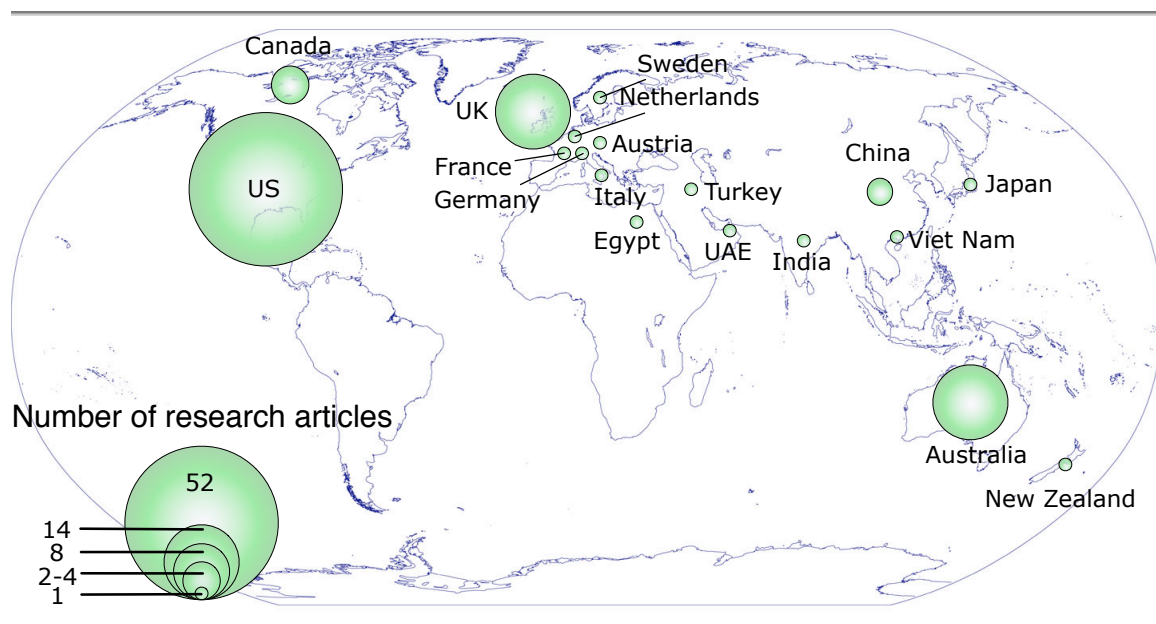 Canada
Sweden
Netherlands
UK
Austria
China
France
US
Germany
Japan
Italy
Turkey
Egypt
UAE
India
Viet Nam
Number of research articles
Australia
52
New Zealand
14
8
2-4
1